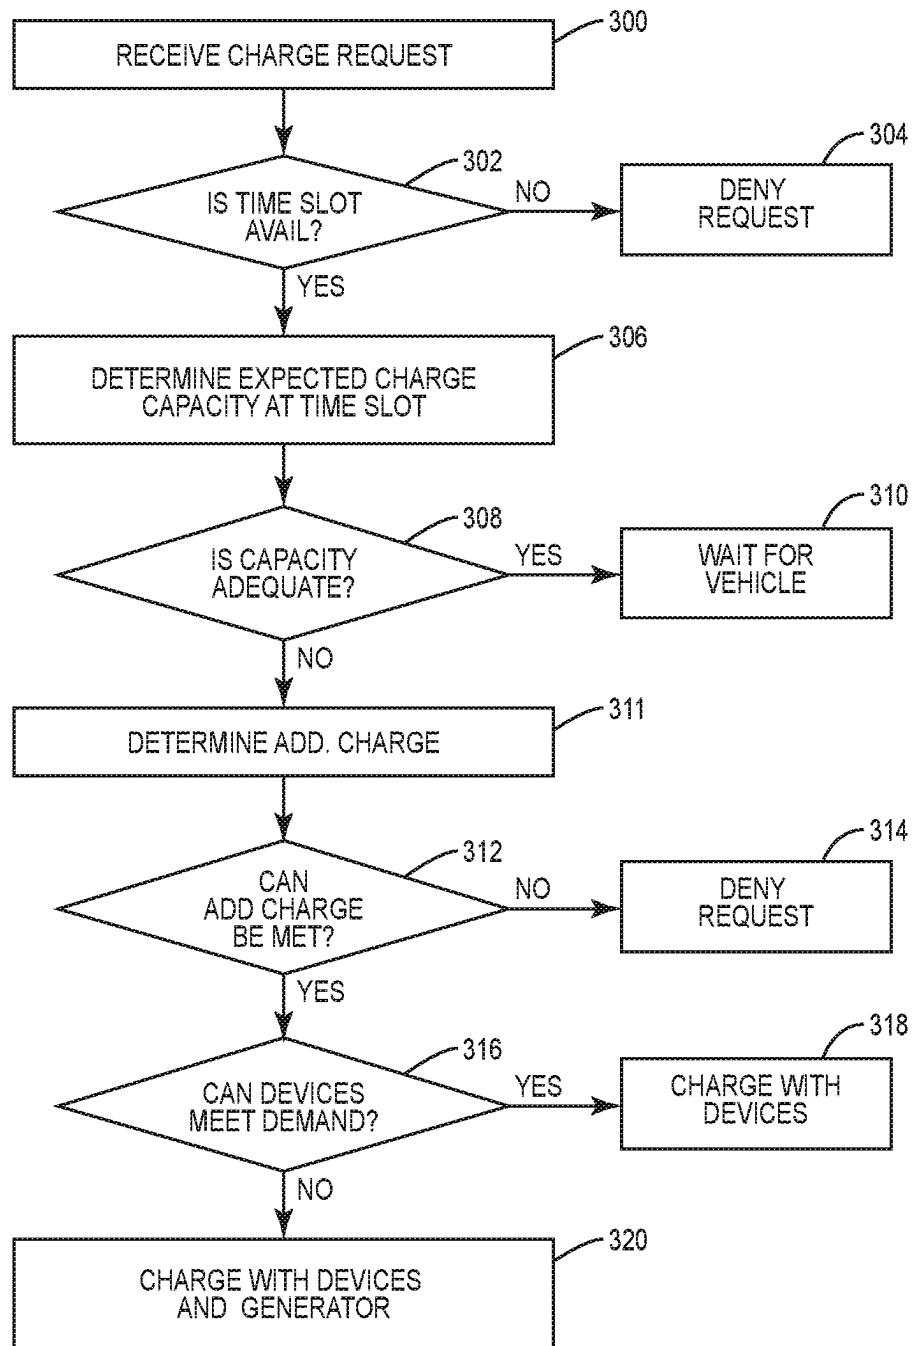 300
RECEIVE CHARGE REQUEST
302
IS TIME SLOT
AVAIL?
NO
304
DENY
REQUEST
YES
306
DETERMINE EXPECTED CHARGE
CAPACITY AT TIME SLOT
308
IS CAPACITY
ADEQUATE?
YES
310
WAIT FOR
VEHICLE
NO
311
DETERMINE ADD. CHARGE
312
CAN
ADD CHARGE
BE MET?
NO
314
DENY
REQUEST
YES
316
CAN DEVICES
MEET DEMAND?
YES
318
CHARGE WITH
DEVICES
NO
320
CHARGE WITH DEVICES
AND GENERATOR